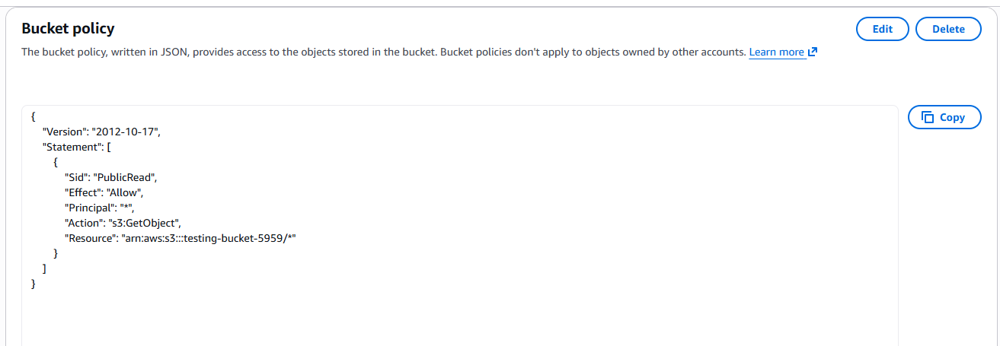 Bucket policy
Edit
Delete
The bucket policy, written in JSON, provides access to the objects stored in the bucket. Bucket policies don't apply to objects owned by other accounts. Learn more
Copy
{
    "Version": "2012-10-17",
    "Statement": [
        {
            "Sid": "PublicRead",
            "Effect": "Allow",
            "Principal": "*",
            "Action": "s3:GetObject",
            "Resource": "arn:aws:s3:::testing-bucket-5959/*"
        }
    ]
}